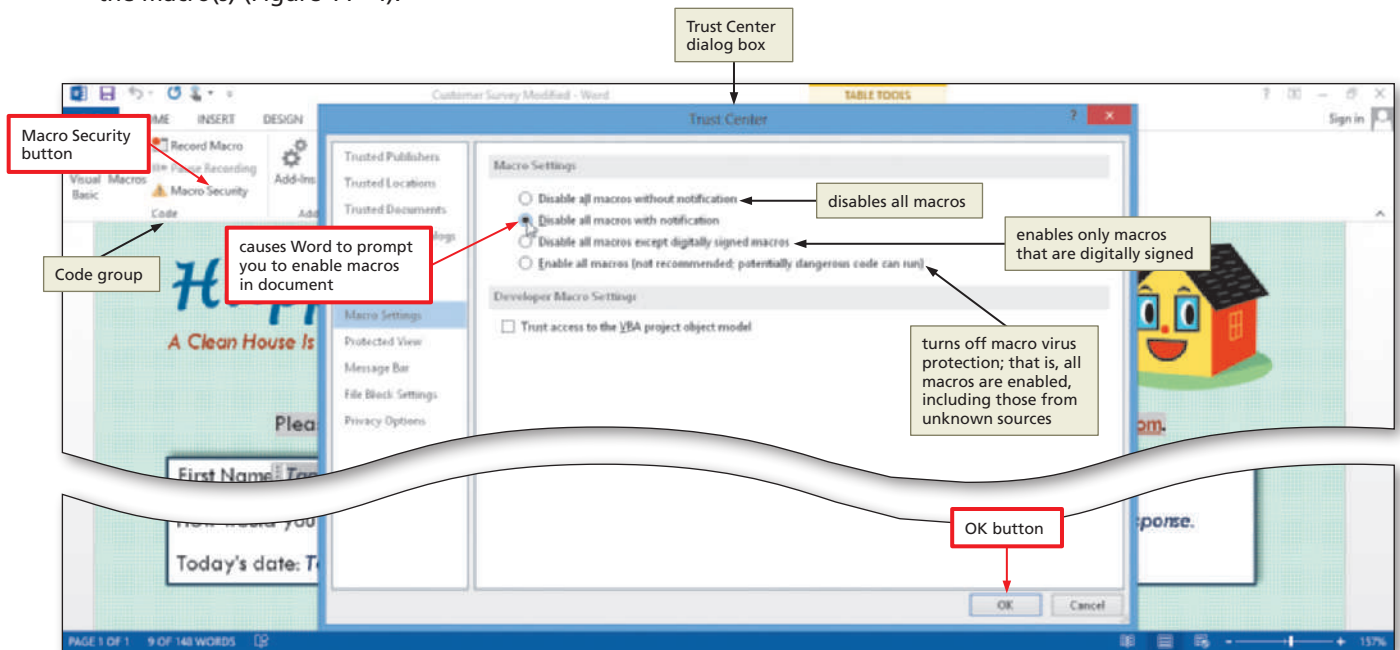 the macro(s) (Figure 11–4).
Trust Center
dialog box
Customer Survey Modified - Word
TABLE TOOLS
Sign in
INSERT
DESIGN
Trust Center
Macro Security
button
Record Macro
Pause Recording
Macro Security
Visual Basic
Macros
Add-Ins
Code
Code group
Trusted Publishers
Trusted Locations
Trusted Documents
Macro Settings
Protected View
Message Bar
File Block Settings
Privacy Options
Macro Settings
Disable all macros without notification
disables all macros
Disable all macros with notification
Disable all macros except digitally signed macros
Enable all macros (not recommended; potentially dangerous code can run)
causes Word to prompt
you to enable macros
in document
enables only macros
that are digitally signed
Developer Macro Settings
Trust access to the VBA project object model
turns off macro virus
protection; that is, all
macros are enabled,
including those from
unknown sources
A Clean House Is
First Name:
Today's date:
OK button
OK
Cancel
PAGE 1 OF 1
9 OF 148 WORDS
157%